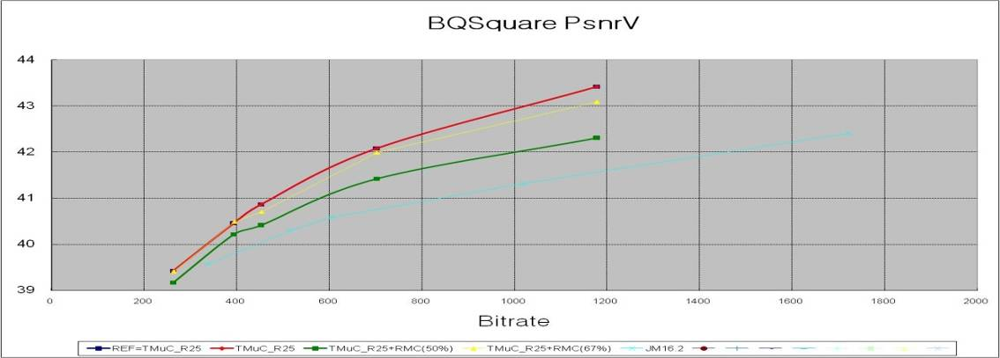 BQSquare PsnrV
44
43
42
41
40
39
0 200 400 600 800 1000 1200 1400 1600 1800 2000
Bitrate
REF=TMuC_R25 TMuC_R25 TMuC_R25+RMC(50%) TMuC_R25+RMC(67%) JM16.2